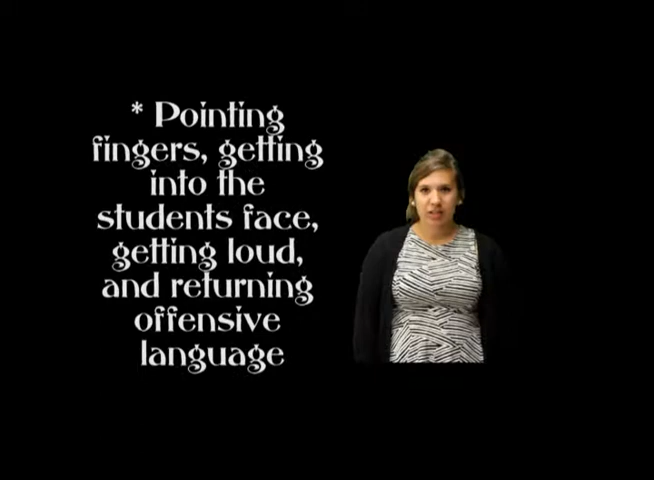 * Pointing
fingers, getting
into the
students face,
getting loud,
and returning
offensive
language